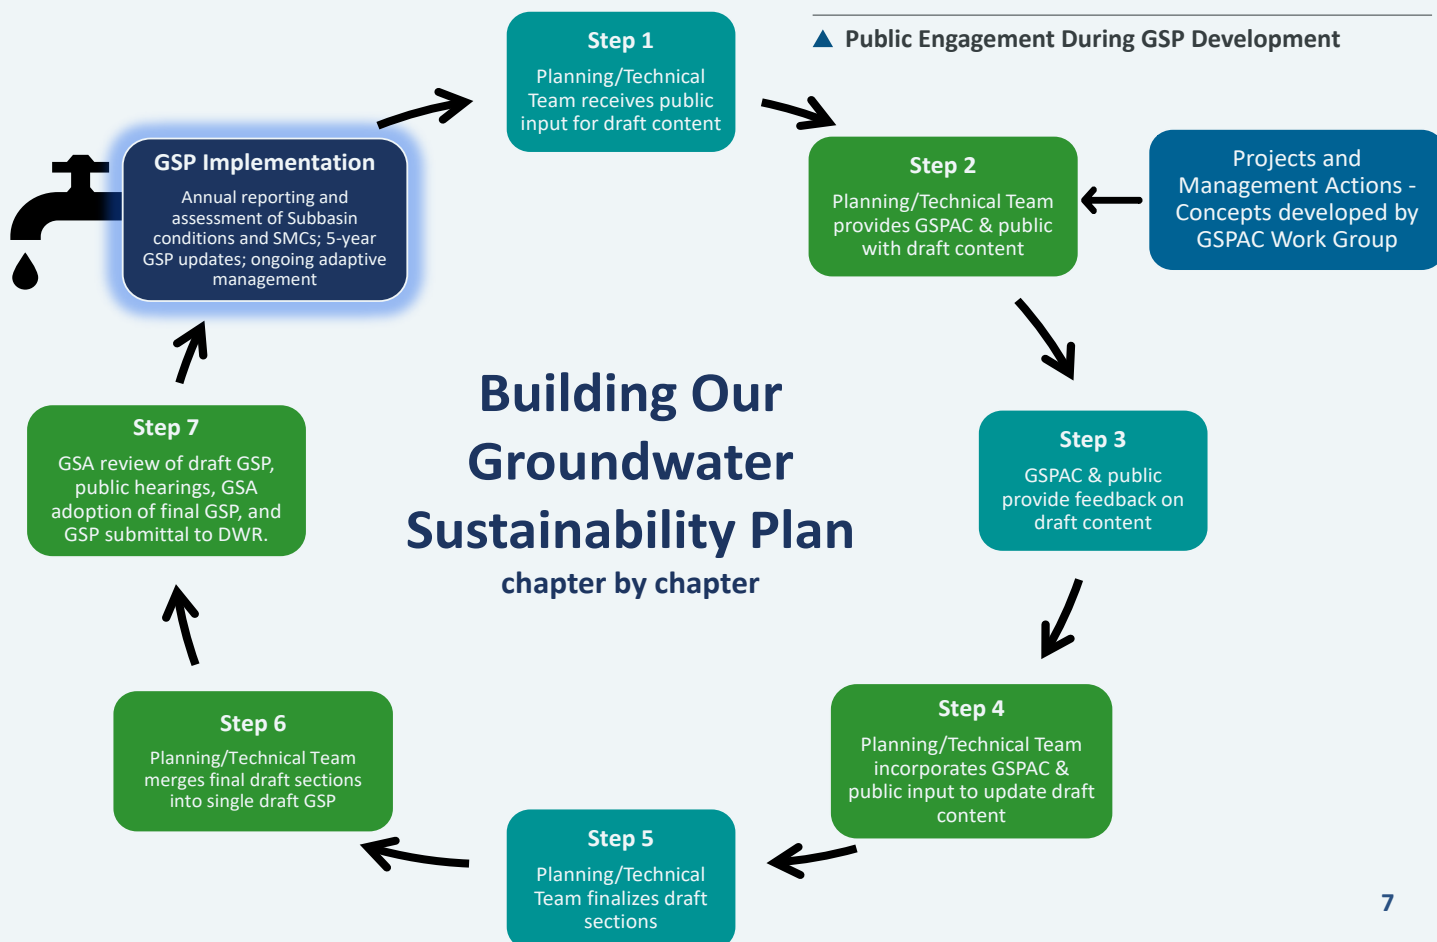 ▲ Public Engagement During GSP Development
Step 1
Planning/Technical
Team receives public
input for draft content
Step 2
Planning/Technical Team
provides GSPAC & public
with draft content
Projects and
Management Actions -
Concepts developed by
GSPAC Work Group
GSP Implementation
Annual reporting and
assessment of Subbasin
conditions and SMCs; 5-year
GSP updates; ongoing adaptive
management
Building Our
Groundwater
Sustainability Plan
chapter by chapter
Step 3
GSPAC & public
provide feedback on
draft content
Step 4
Planning/Technical Team
incorporates GSPAC &
public input to update draft
content
Step 5
Planning/Technical
Team finalizes draft
sections
Step 6
Planning/Technical Team
merges final draft sections
into single draft GSP
Step 7
GSA review of draft GSP,
public hearings, GSA
adoption of final GSP, and
GSP submittal to DWR.
7